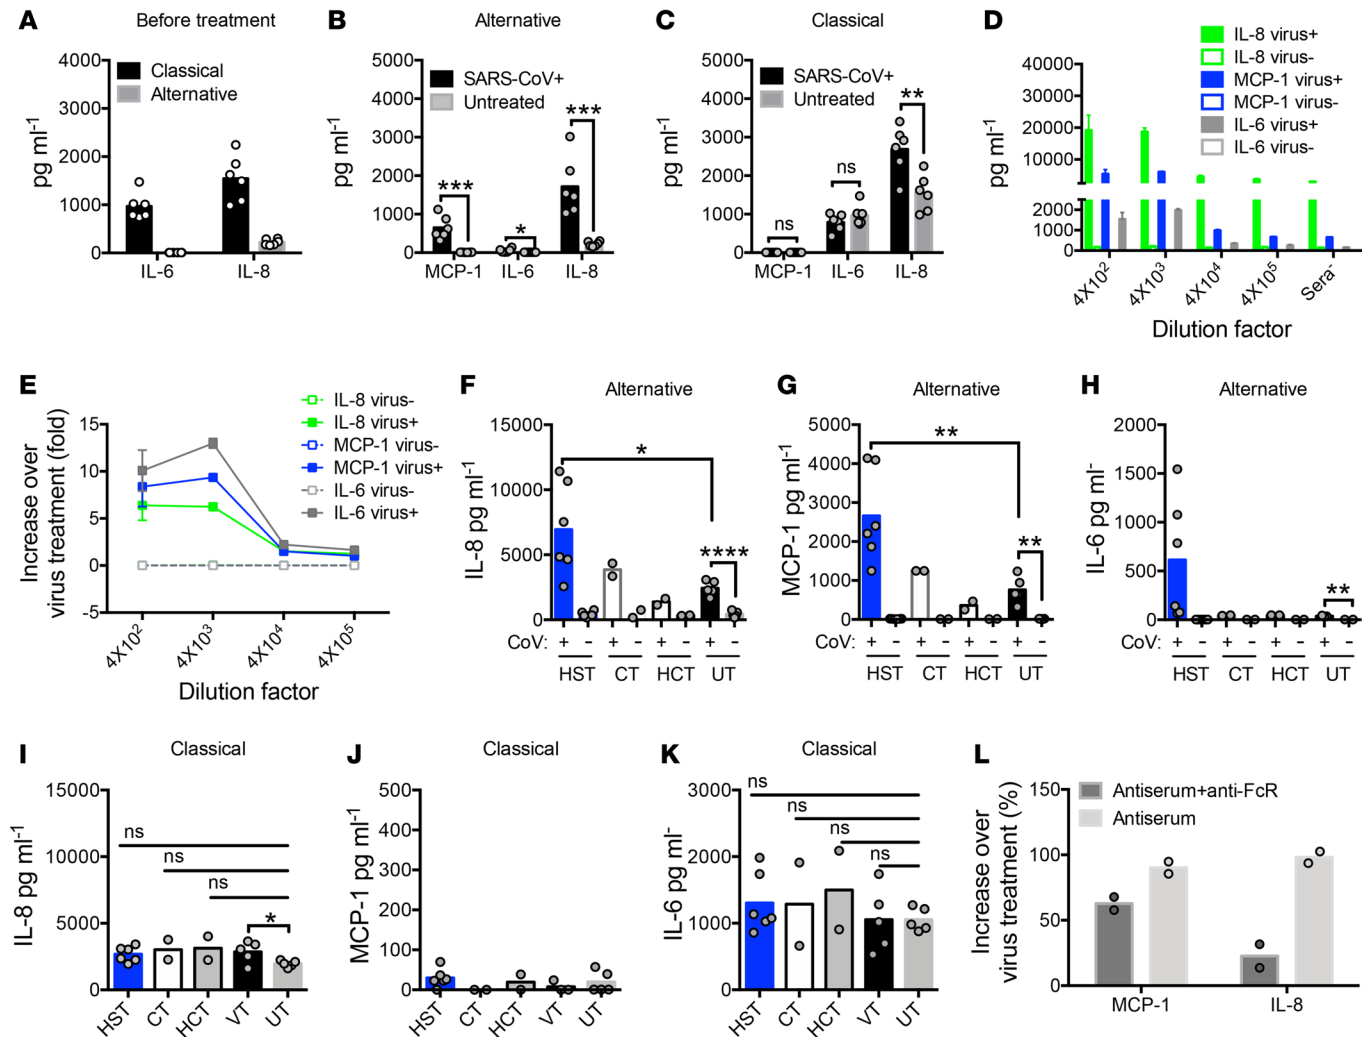 A
Before treatment
pg ml-1
4000
3000
2000
1000
0
Classical
Alternative
IL-6
IL-8
B
Alternative
pg ml-1
5000
4000
3000
2000
1000
0
SARS-CoV+
Untreated
***
*
***
MCP-1
IL-6
IL-8
C
Classical
pg ml-1
5000
4000
3000
2000
1000
0
SARS-CoV+
Untreated
ns
ns
**
MCP-1
IL-6
IL-8
D
IL-8 virus+
IL-8 virus-
MCP-1 virus+
MCP-1 virus-
IL-6 virus+
IL-6 virus-
pg ml-1
40000
30000
20000
10000
2000
1000
0
4X10²
4X10³
4X10⁴
4X10⁵
Sera-
Dilution factor
E
Increase over
virus treatment (fold)
15
10
5
0
-5
IL-8 virus-
IL-8 virus+
MCP-1 virus-
MCP-1 virus+
IL-6 virus-
IL-6 virus+
4X10²
4X10³
4X10⁴
4X10⁵
Dilution factor
F
Alternative
IL-8 pg ml-1
15000
10000
5000
0
*
****
CoV: + - + - + - + -
HST CT HCT UT
G
Alternative
MCP-1 pg ml-1
5000
4000
3000
2000
1000
0
**
**
CoV: + - + - + - + -
HST CT HCT UT
H
Alternative
IL-6 pg ml-
2000
1500
1000
500
0
**
CoV: + - + - + - + -
HST CT HCT UT
I
Classical
IL-8 pg ml-1
15000
10000
5000
0
ns
ns
ns
*
HST
CT
HCT
VT
UT
J
Classical
MCP-1 pg ml-1
500
400
300
200
100
0
HST
CT
HCT
VT
UT
K
Classical
IL-6 pg ml-
3000
2000
1000
0
ns
ns
ns
ns
HST
CT
HCT
VT
UT
L
Increase over
virus treatment (%)
150
100
50
0
Antiserum+anti-FcR
Antiserum
MCP-1
IL-8